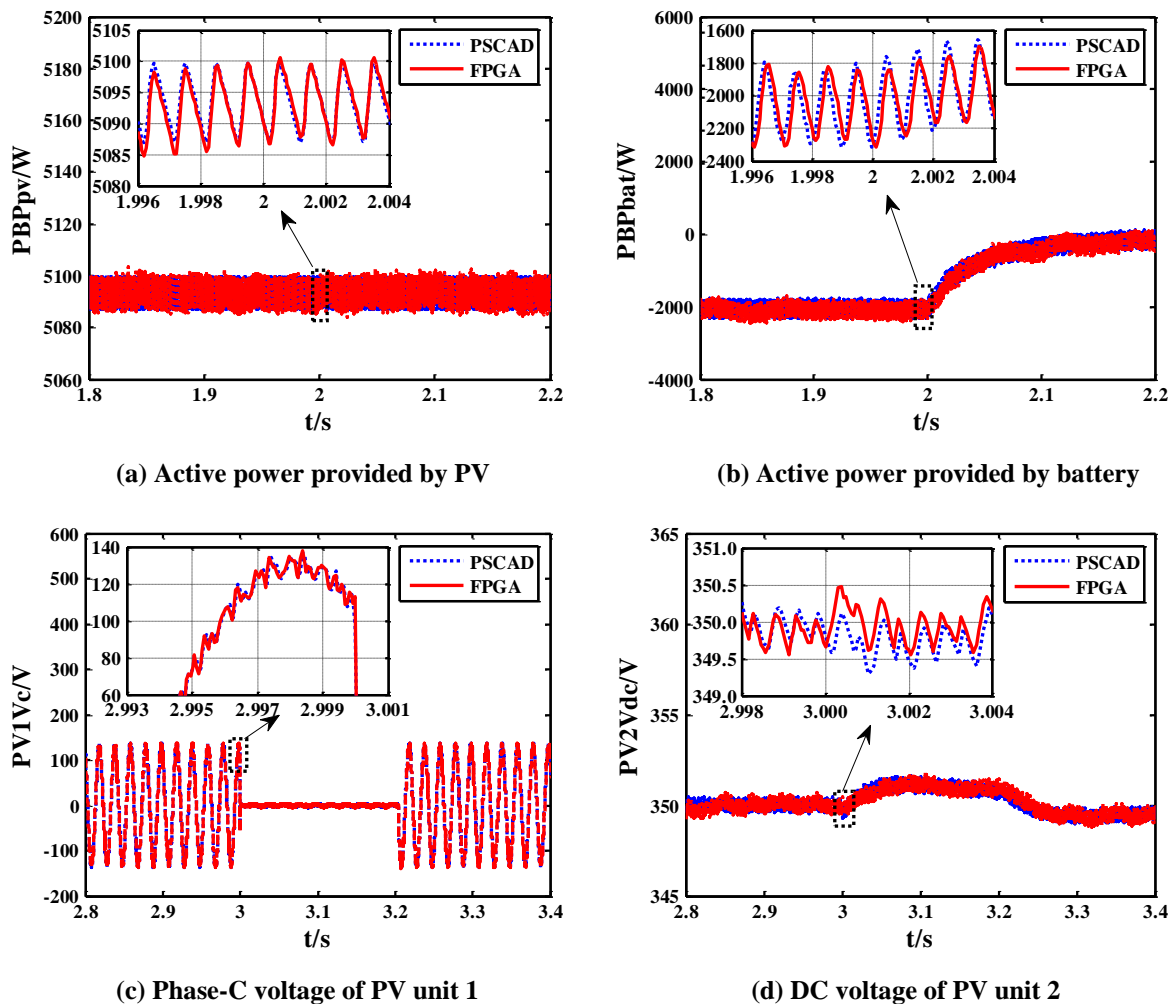 5200
5180
5160
5140
5120
5100
5080
5060
PBPpv/W
5105
5100
5095
5090
5085
5080
1.996 1.998 2 2.002 2.004
PSCAD
FPGA
1.8 1.9 2 2.1 2.2
t/s
(a) Active power provided by PV
6000
4000
2000
0
-2000
-4000
PBPbat/W
-1600
-1800
-2000
-2200
-2400
1.996 1.998 2 2.002 2.004
PSCAD
FPGA
1.8 1.9 2 2.1 2.2
t/s
(b) Active power provided by battery
600
500
400
300
200
100
0
-100
-200
PV1Vc/V
140
120
100
80
60
2.993 2.995 2.997 2.999 3.001
PSCAD
FPGA
2.8 2.9 3 3.1 3.2 3.3 3.4
t/s
(c) Phase-C voltage of PV unit 1
365
360
355
350
345
PV2Vdc/V
351.0
350.5
350.0
349.5
349.0
2.998 3.000 3.002 3.004
PSCAD
FPGA
2.8 2.9 3 3.1 3.2 3.3 3.4
t/s
(d) DC voltage of PV unit 2